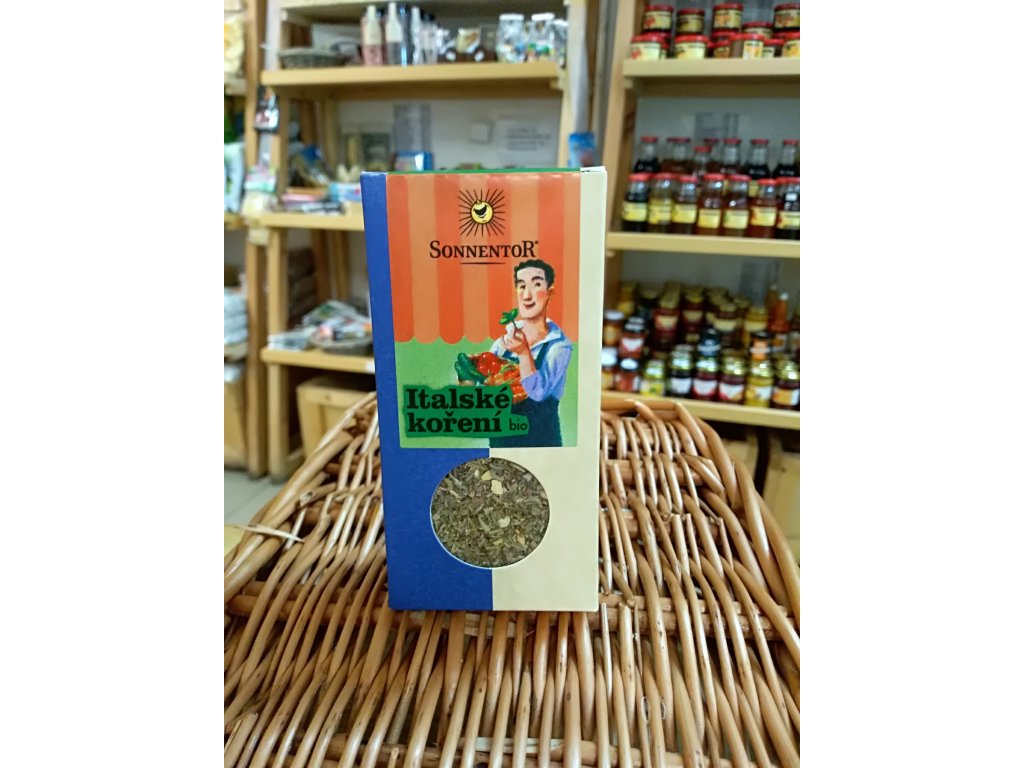 SONNENTOR®
Italské
koření bio